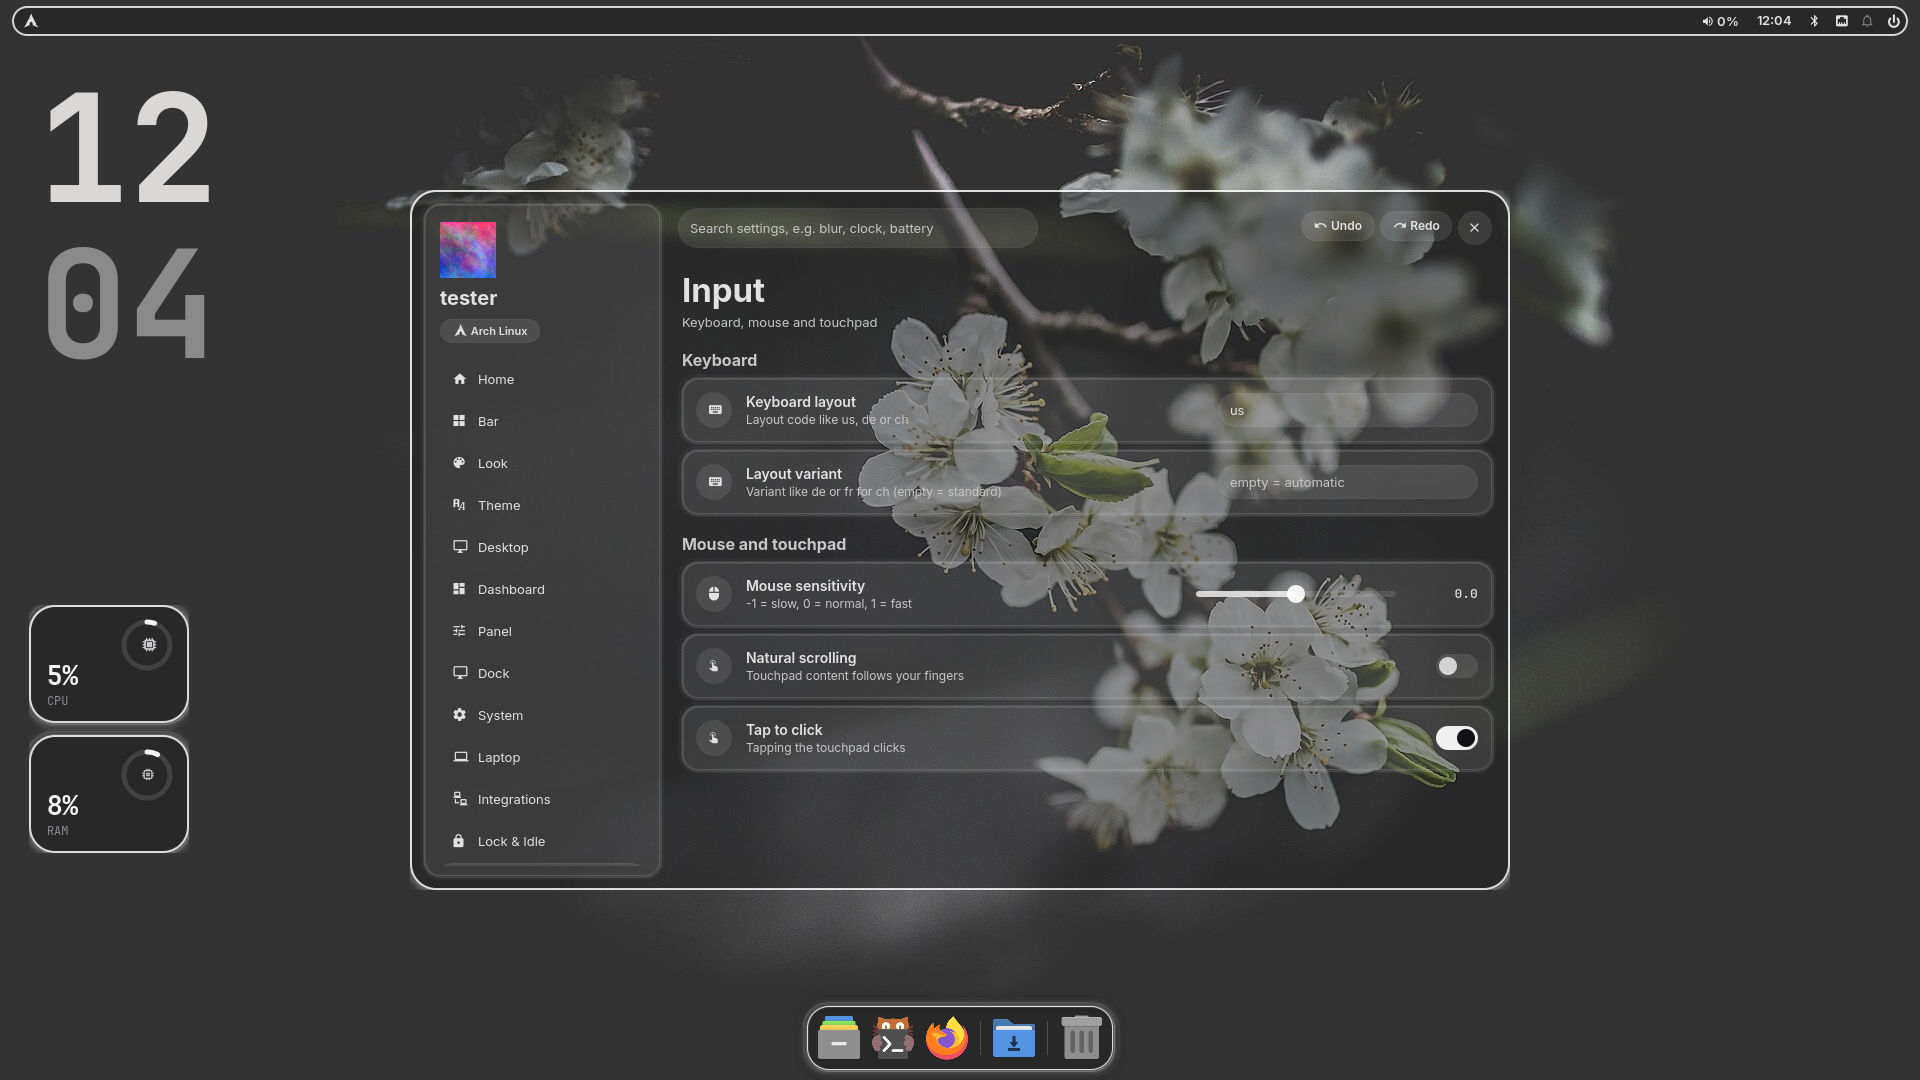 0%
12:04
12
04
5%
CPU
8%
RAM
tester
Arch Linux
Home
Bar
Look
Theme
Desktop
Dashboard
Panel
Dock
System
Laptop
Integrations
Lock & Idle
Search settings, e.g. blur, clock, battery
Undo
Redo
Input
Keyboard, mouse and touchpad
Keyboard
Keyboard layout
Layout code like us, de or ch
us
Layout variant
Variant like de or fr for ch (empty = standard)
empty = automatic
Mouse and touchpad
Mouse sensitivity
-1 = slow, 0 = normal, 1 = fast
0.0
Natural scrolling
Touchpad content follows your fingers
Tap to click
Tapping the touchpad clicks